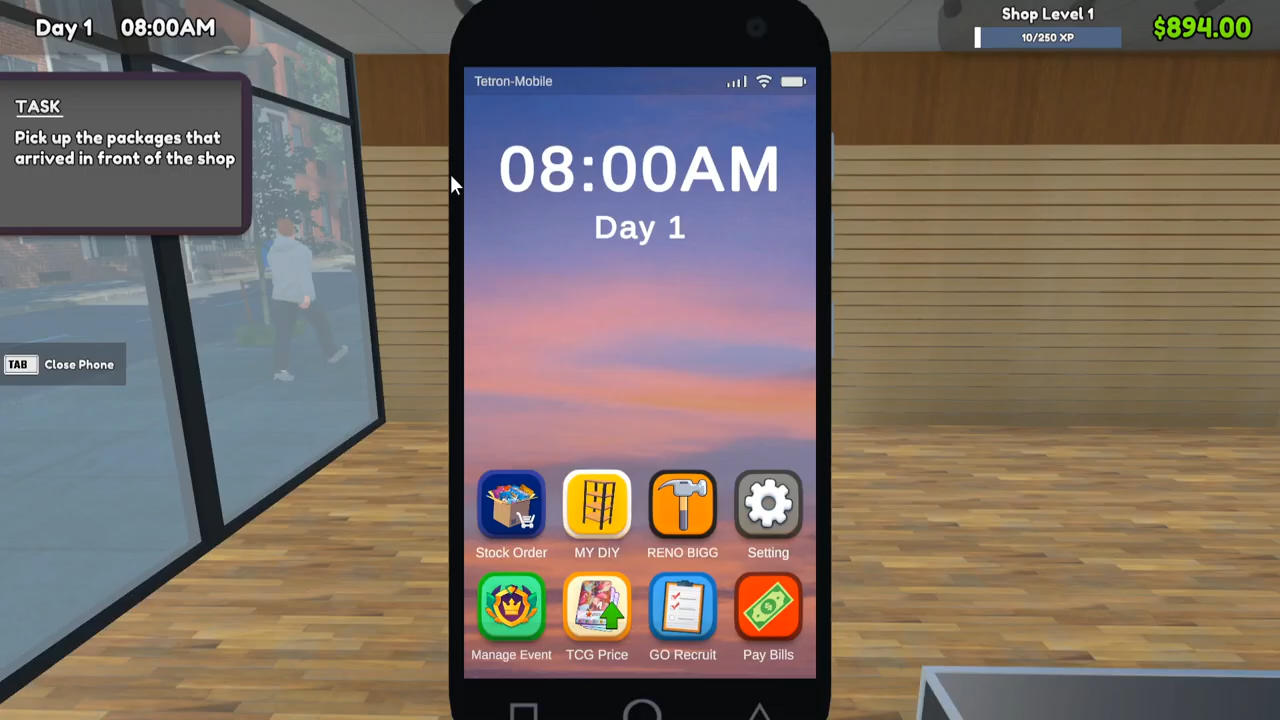 Day 1 08:00AM
Shop Level 1
10/250 XP
$894.00
TASK
Pick up the packages that
arrived in front of the shop
TAB Close Phone
Tetron-Mobile
08:00AM
Day 1
Stock Order MY DIY RENO BIGG Setting
Manage Event TCG Price GO Recruit Pay Bills